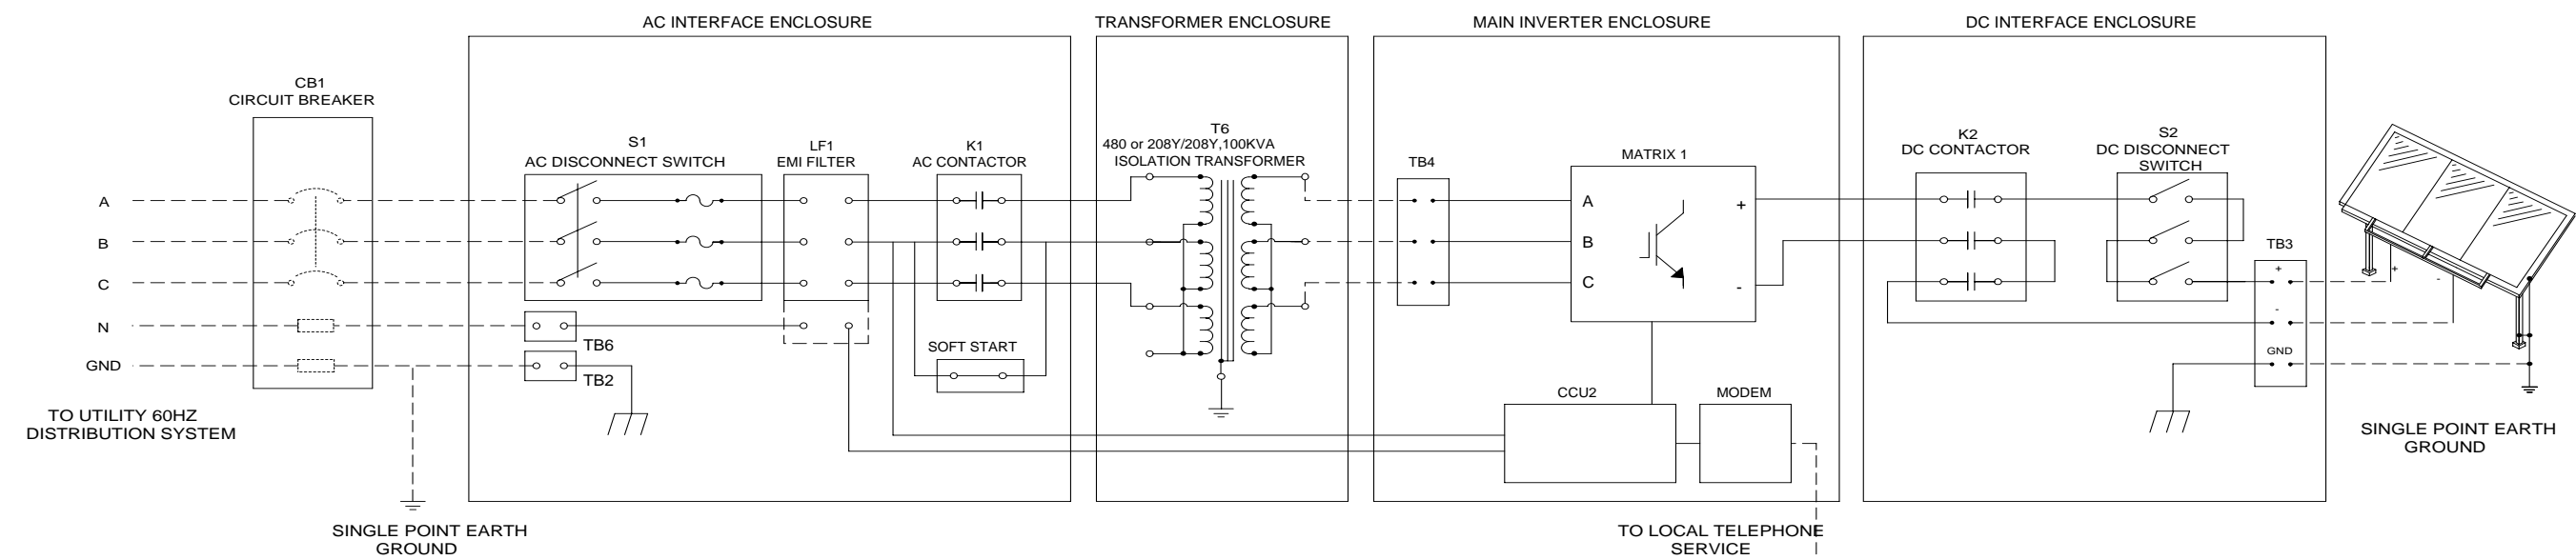 AC INTERFACE ENCLOSURE
TRANSFORMER ENCLOSURE
MAIN INVERTER ENCLOSURE
DC INTERFACE ENCLOSURE
CB1
CIRCUIT BREAKER
S1
AC DISCONNECT SWITCH
LF1
EMI FILTER
K1
AC CONTACTOR
T6
480 or 208Y/208Y,100KVA
ISOLATION TRANSFORMER
TB4
MATRIX 1
K2
DC CONTACTOR
S2
DC DISCONNECT
SWITCH
A
B
C
N
GND
TB6
TB2
SOFT START
A
B
C
+
-
TB3
+
-
GND
+
-
CCU2
MODEM
TO UTILITY 60HZ
DISTRIBUTION SYSTEM
SINGLE POINT EARTH
GROUND
SINGLE POINT EARTH
GROUND
TO LOCAL TELEPHONE
SERVICE